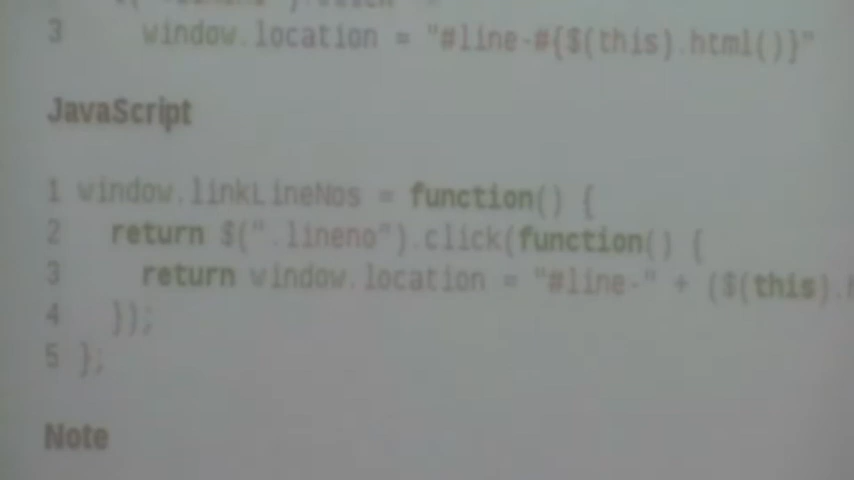 3 window.location = "#line-#{$(this).html()}"
JavaScript
1 window.linkLineNos = function() {
2 return $(".lineno").click(function() {
3 return window.location = "#line-" + ($(this).
4 });
5 };
Note